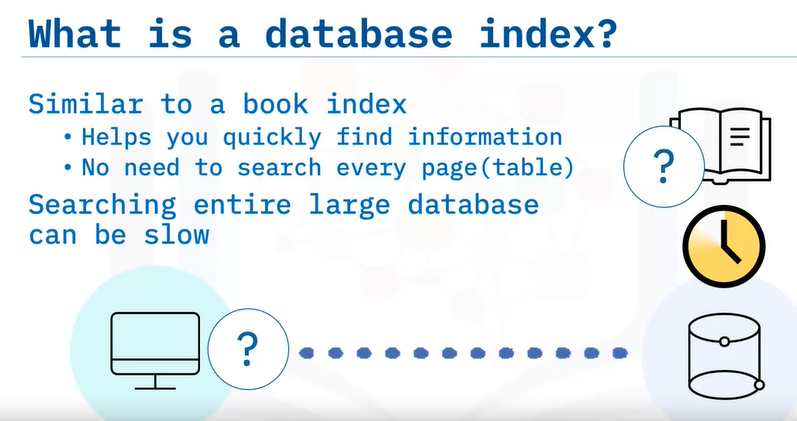 What is a database index?
Similar to a book index
• Helps you quickly find information
• No need to search every page(table)
Searching entire large database
can be slow
?
?